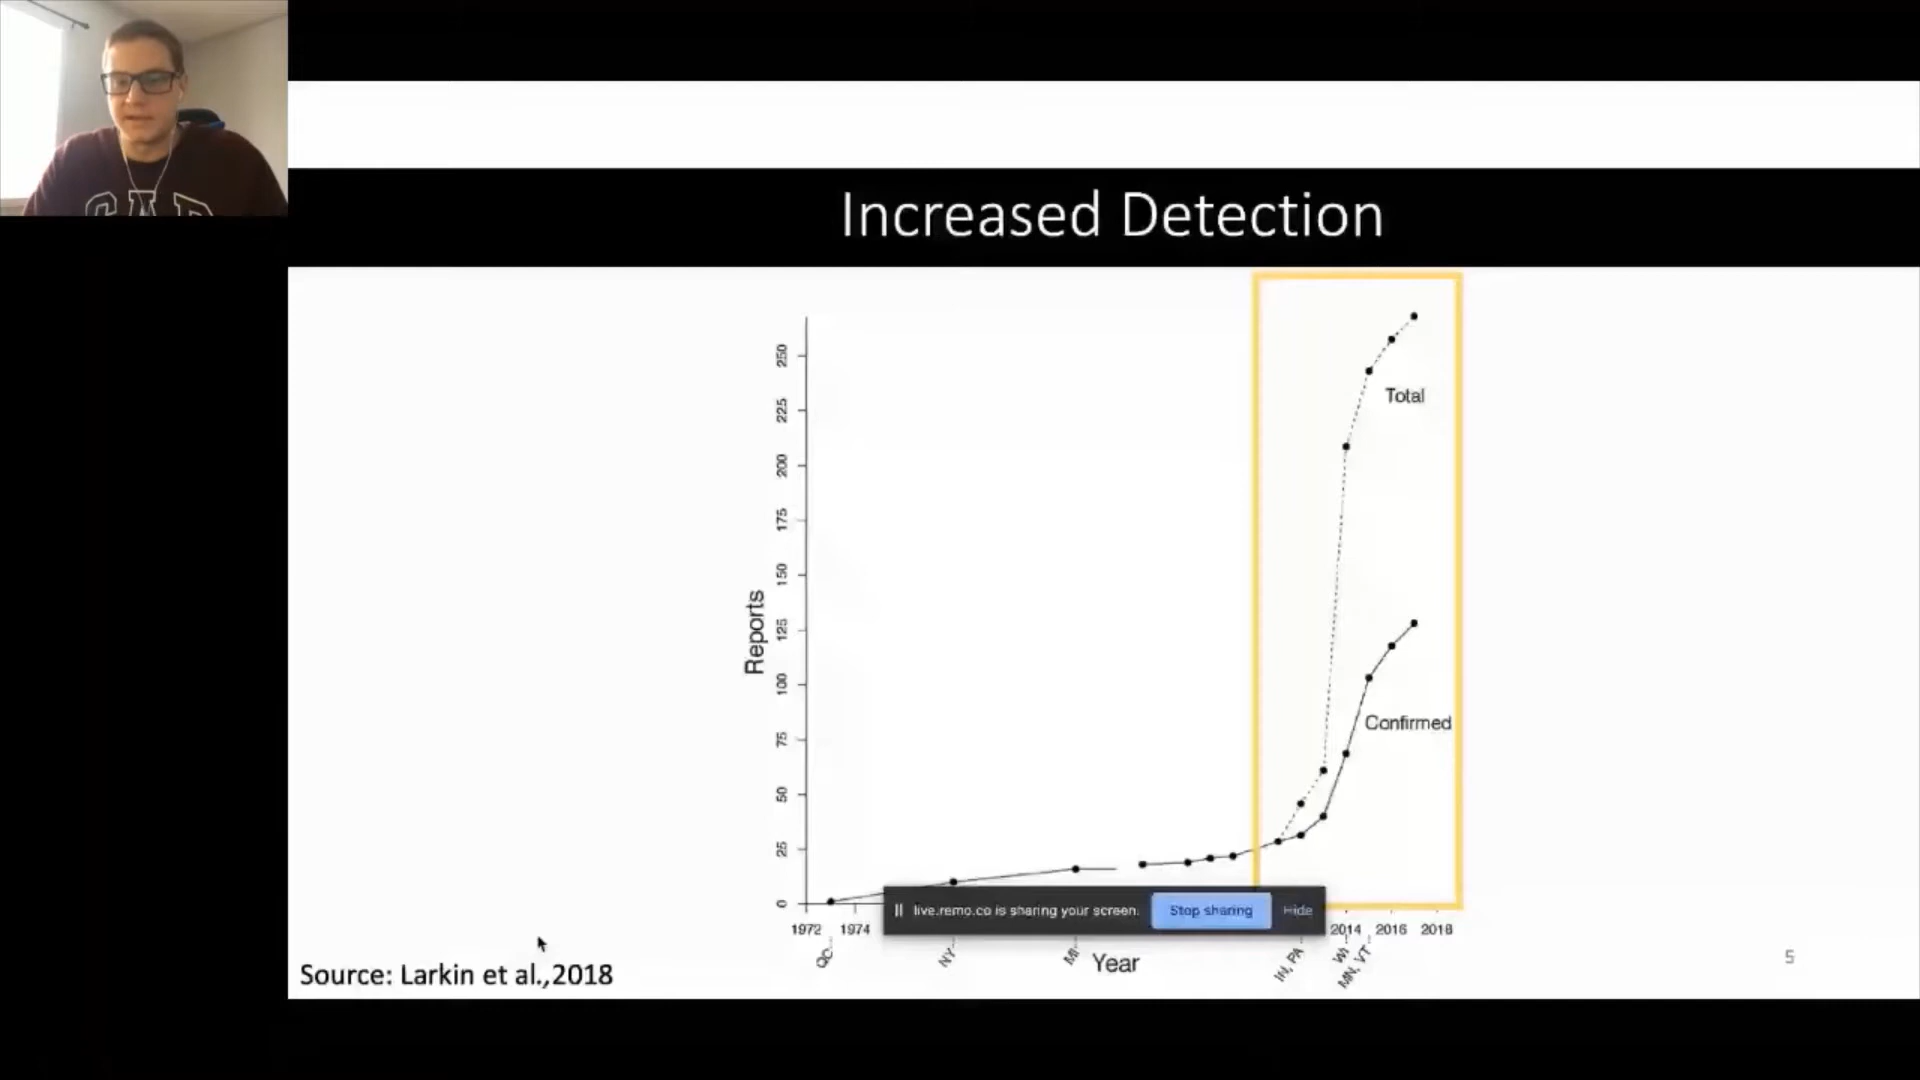 GAP
Increased Detection
250
225
200
175
150
125
100
75
50
25
0
Reports
Total
Confirmed
live.remo.co is sharing your screen.
Stop sharing
Hide
1972
1974
2014
2016
2018
QC
NY
MI
IN, PA
WI
MN, VT
Year
Source: Larkin et al.,2018
5